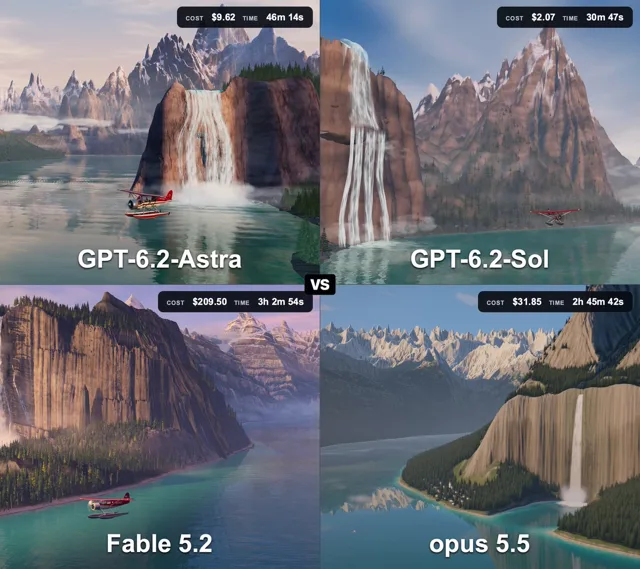 COST $9.62 TIME 46m 14s
COST $2.07 TIME 30m 47s
GPT-6.2-Astra
GPT-6.2-Sol
VS
COST $209.50 TIME 3h 2m 54s
COST $31.85 TIME 2h 45m 42s
Fable 5.2
opus 5.5